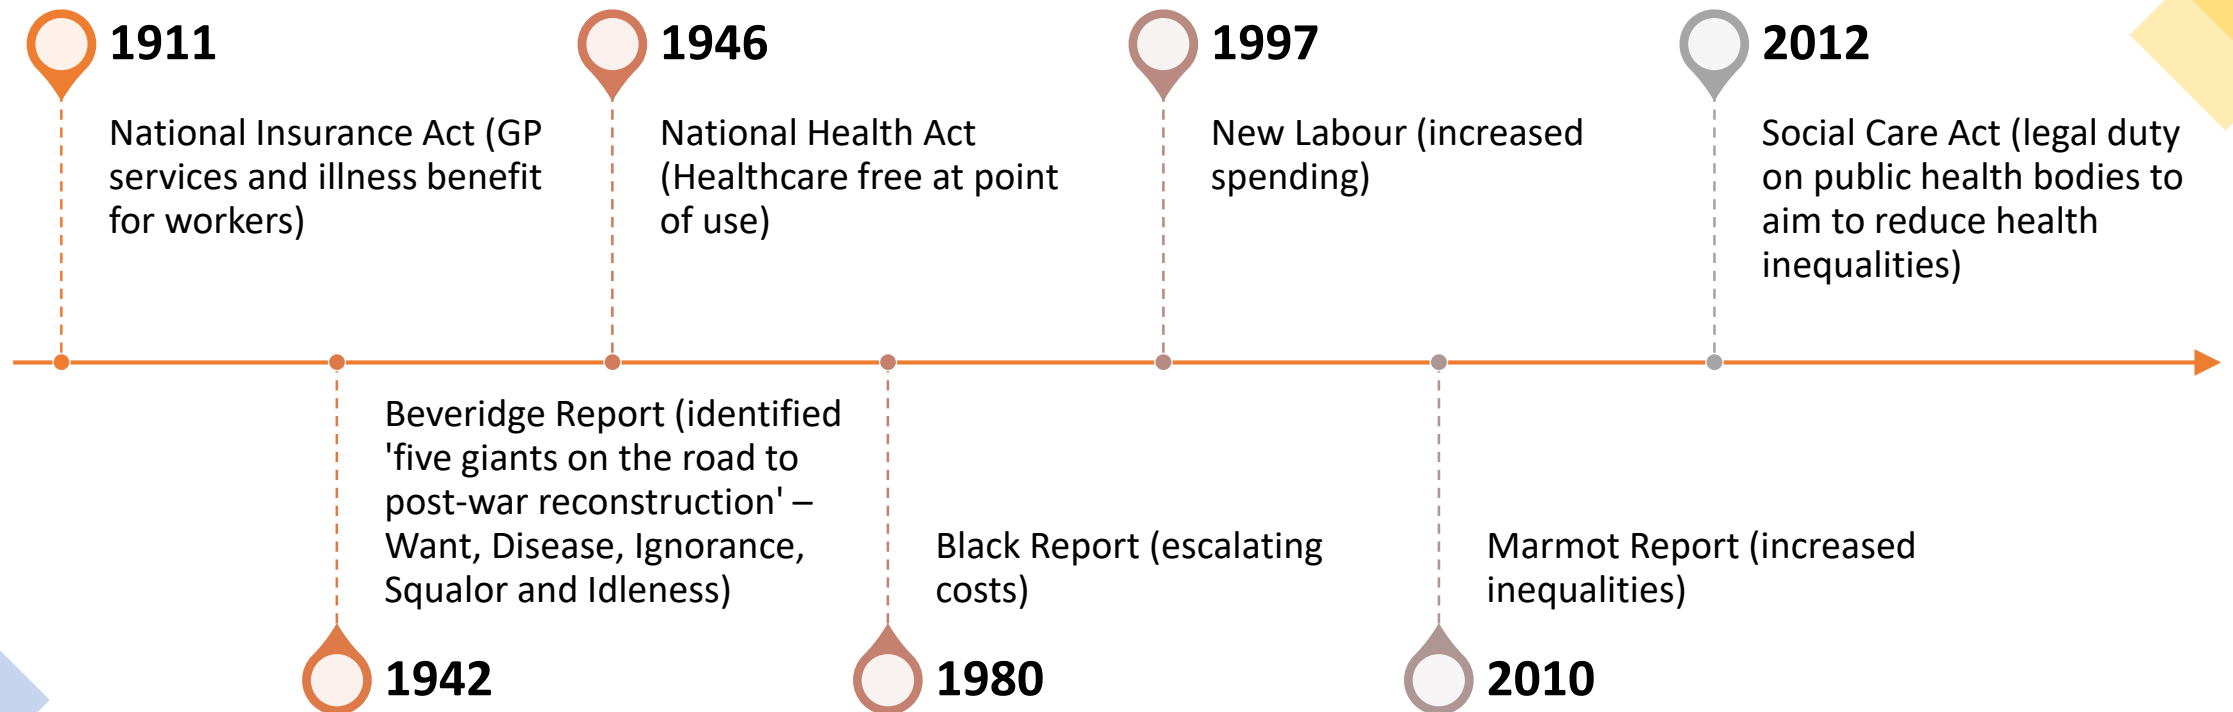 1911
National Insurance Act (GP
services and illness benefit
for workers)
1946
National Health Act
(Healthcare free at point
of use)
1997
New Labour (increased
spending)
2012
Social Care Act (legal duty
on public health bodies to
aim to reduce health
inequalities)
Beveridge Report (identified
'five giants on the road to
post-war reconstruction' –
Want, Disease, Ignorance,
Squalor and Idleness)
1942
Black Report (escalating
costs)
1980
Marmot Report (increased
inequalities)
2010